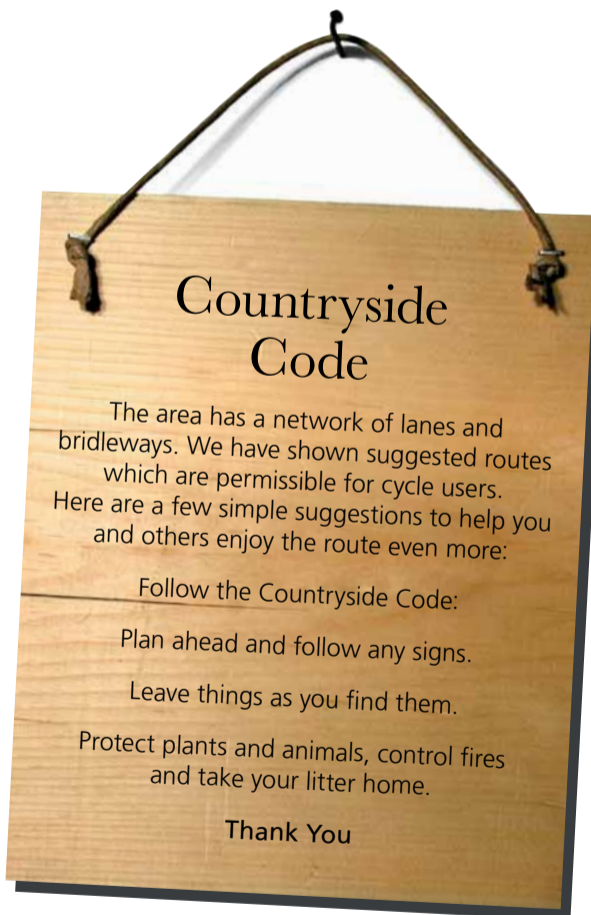 Countryside
Code
The area has a network of lanes and
bridleways. We have shown suggested routes
which are permissible for cycle users.
Here are a few simple suggestions to help you
and others enjoy the route even more:
Follow the Countryside Code:
Plan ahead and follow any signs.
Leave things as you find them.
Protect plants and animals, control fires
and take your litter home.
Thank You